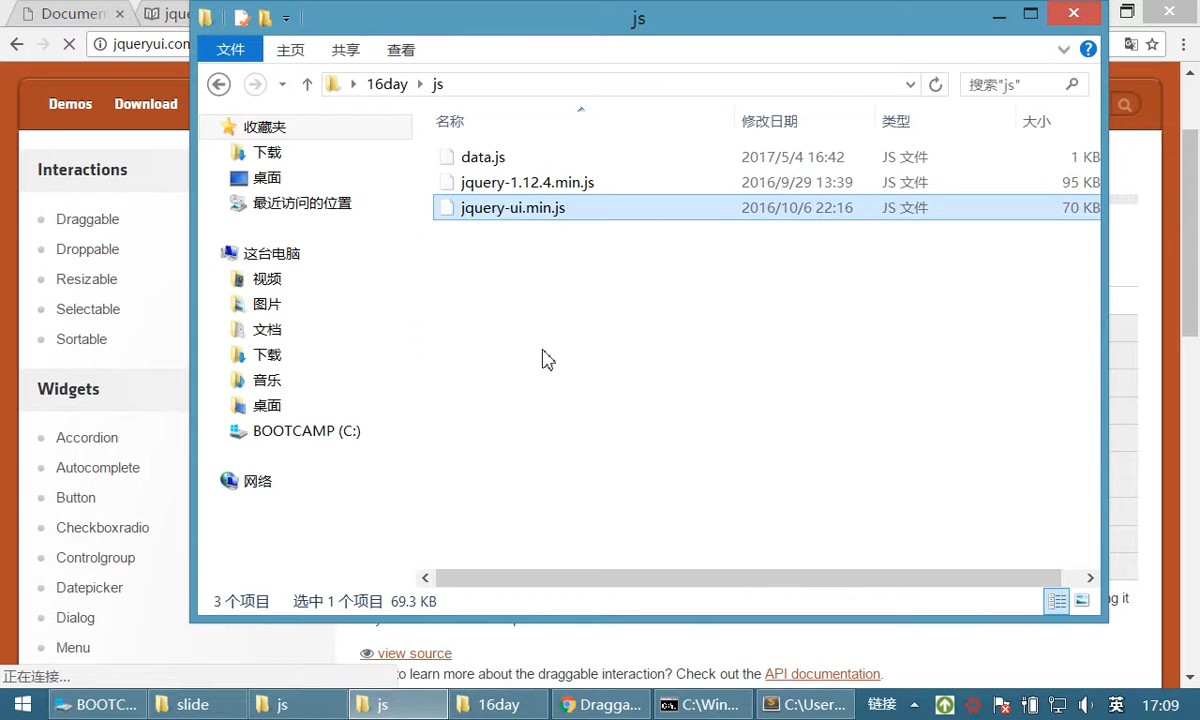 Documen ×
jque
js
jqueryui.com
文件 主页 共享 查看
16day js
搜索"js"
Demos Download
收藏夹
下载
桌面
最近访问的位置
这台电脑
视频
图片
文档
下载
音乐
桌面
BOOTCAMP (C:)
网络
名称 修改日期 类型 大小
data.js 2017/5/4 16:42 JS 文件 1 KB
jquery-1.12.4.min.js 2016/9/29 13:39 JS 文件 95 KB
jquery-ui.min.js 2016/10/6 22:16 JS 文件 70 KB
3 个项目 选中 1 个项目 69.3 KB
Interactions
Draggable
Droppable
Resizable
Selectable
Sortable
Widgets
Accordion
Autocomplete
Button
Checkboxradio
Controlgroup
Datepicker
Dialog
Menu
g it
view source
to learn more about the draggable interaction? Check out the API documentation.
正在连接...
BOOTC... slide js js 16day Dragga... C:\Win... C:\User... 链接 英 17:09